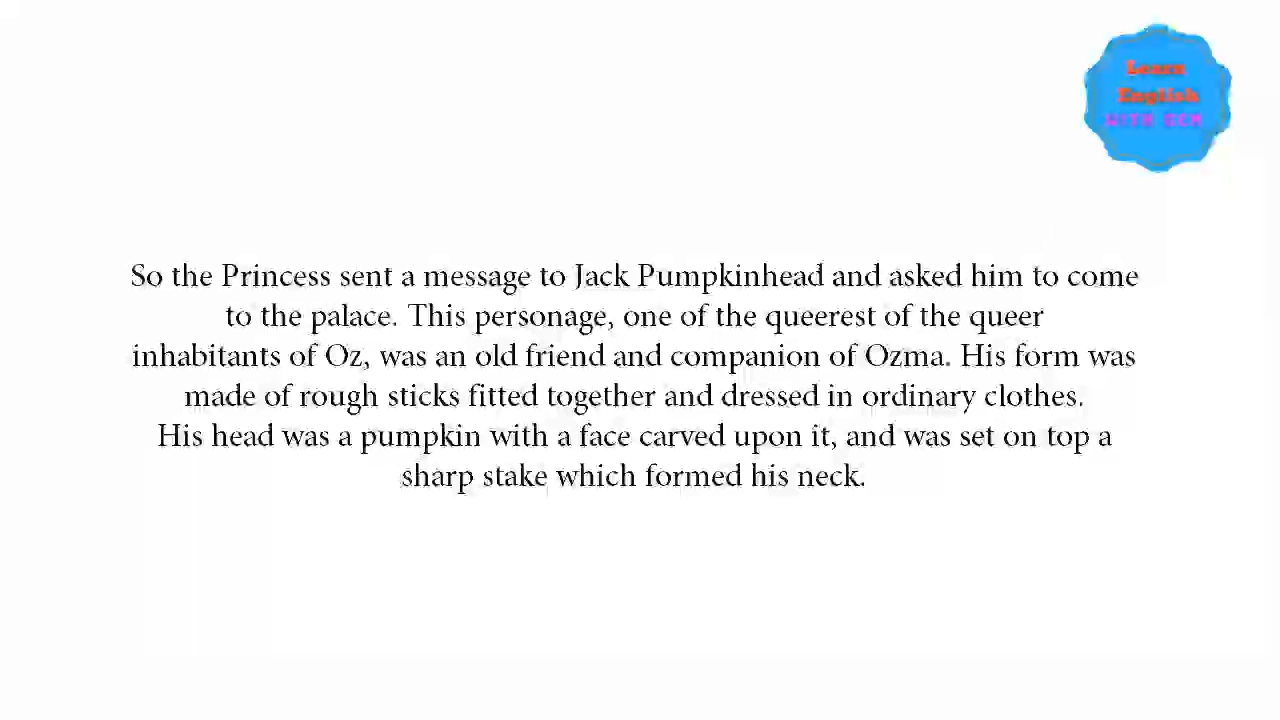 Learn
English
WITH GCM
So the Princess sent a message to Jack Pumpkinhead and asked him to come
to the palace. This personage, one of the queerest of the queer
inhabitants of Oz, was an old friend and companion of Ozma. His form was
made of rough sticks fitted together and dressed in ordinary clothes.
His head was a pumpkin with a face carved upon it, and was set on top a
sharp stake which formed his neck.